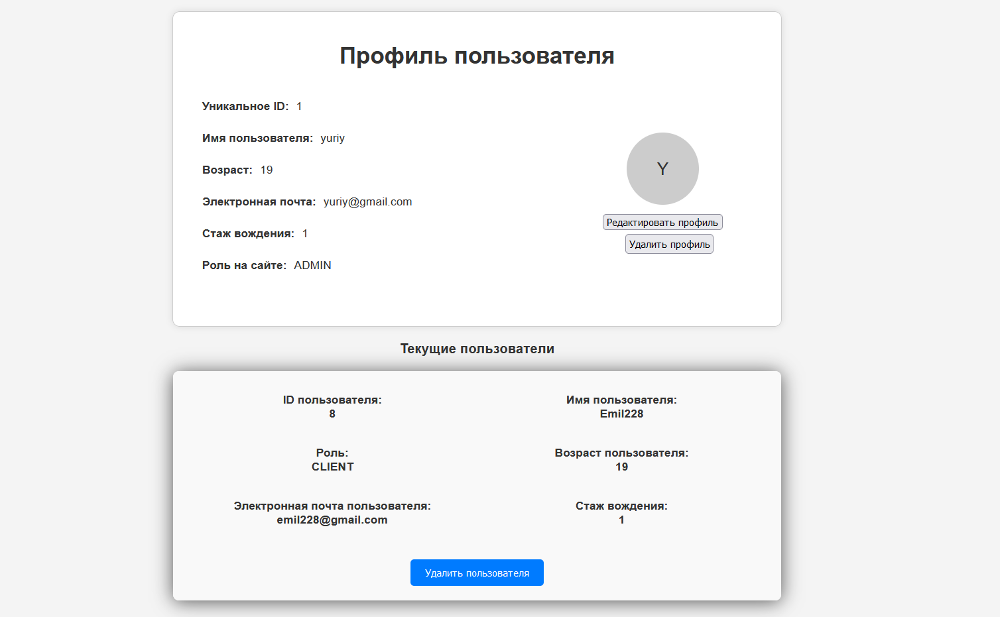 Профиль пользователя
Уникальное ID: 1
Имя пользователя: yuriy
Возраст: 19
Электронная почта: yuriy@gmail.com
Стаж вождения: 1
Роль на сайте: ADMIN
Y
Редактировать профиль
Удалить профиль
Текущие пользователи
ID пользователя:
8
Имя пользователя:
Emil228
Роль:
CLIENT
Возраст пользователя:
19
Электронная почта пользователя:
emil228@gmail.com
Стаж вождения:
1
Удалить пользователя